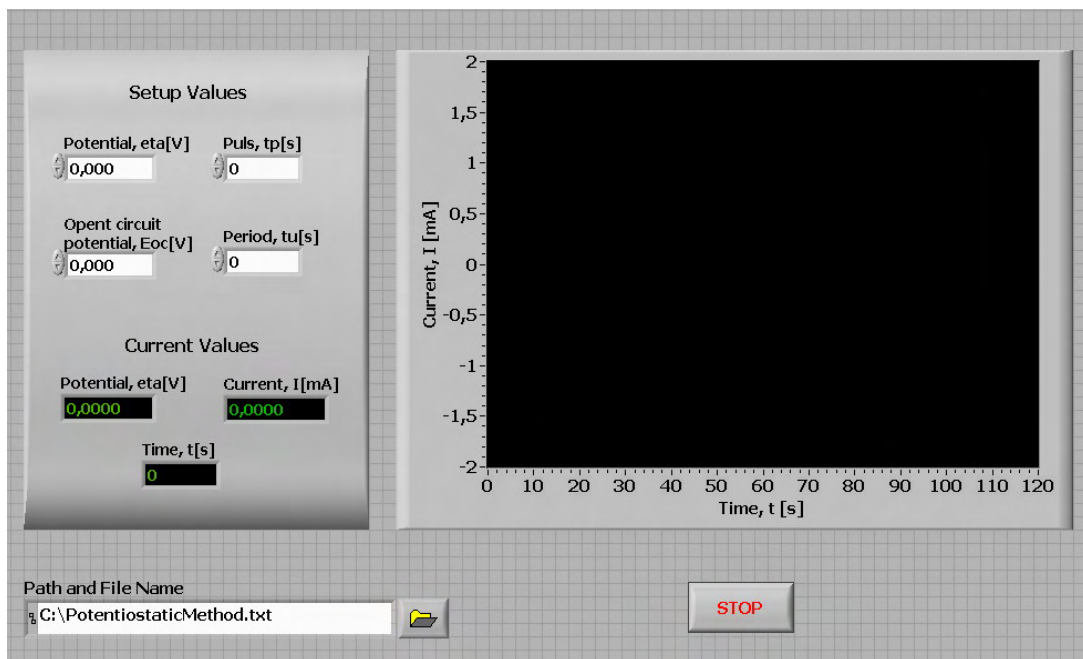 Setup Values
Potential, eta[V]
0,000
Puls, tp[s]
0
Opent circuit
potential, Eoc[V]
0,000
Period, tu[s]
0
Current Values
Potential, eta[V]
0,0000
Current, I[mA]
0,0000
Time, t[s]
0
Current, I [mA]
2
1,5
1
0,5
0
-0,5
-1
-1,5
-2
0 10 20 30 40 50 60 70 80 90 100 110 120
Time, t [s]
Path and File Name
C:\PotentiostaticMethod.txt
STOP